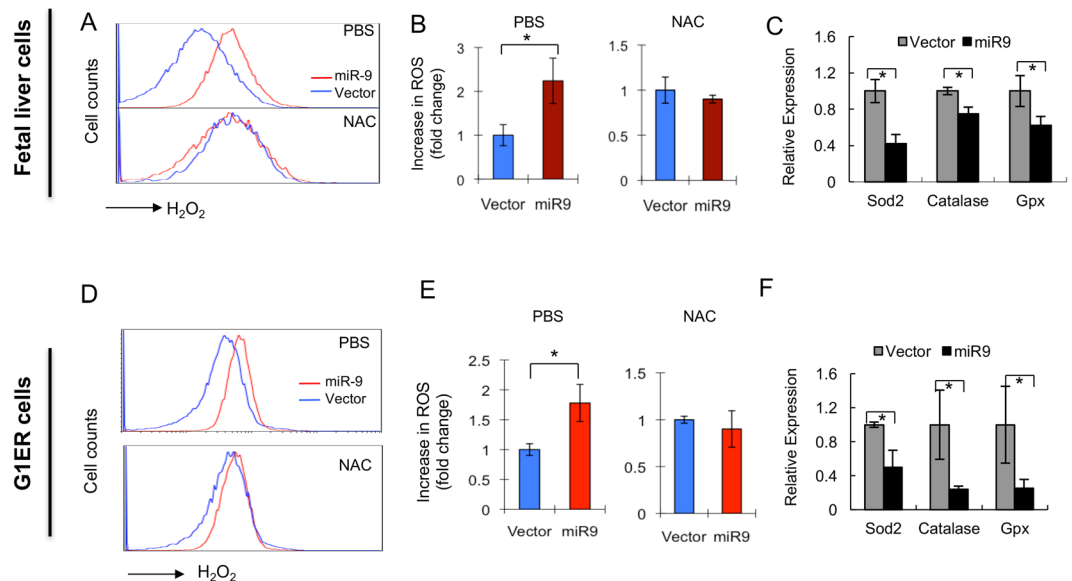 Fetal liver cells
A
Cell counts
PBS
miR-9
Vector
NAC
H2O2
B
PBS
NAC
Increase in ROS
(fold change)
3
2
1
0
*
Vector miR9
1.5
1
0.5
0
Vector miR9
C
Vector miR9
Relative Expression
1.6
1.2
0.8
0.4
0
* * *
Sod2 Catalase Gpx
G1ER cells
D
Cell counts
PBS
miR-9
Vector
NAC
H2O2
E
PBS
NAC
Increase in ROS
(fold change)
2.5
2
1.5
1
0.5
0
*
Vector miR9
1.5
1
0.5
0
Vector miR9
F
Vector miR9
Relative Expression
1.6
1.2
0.8
0.4
0
* * *
Sod2 Catalase Gpx